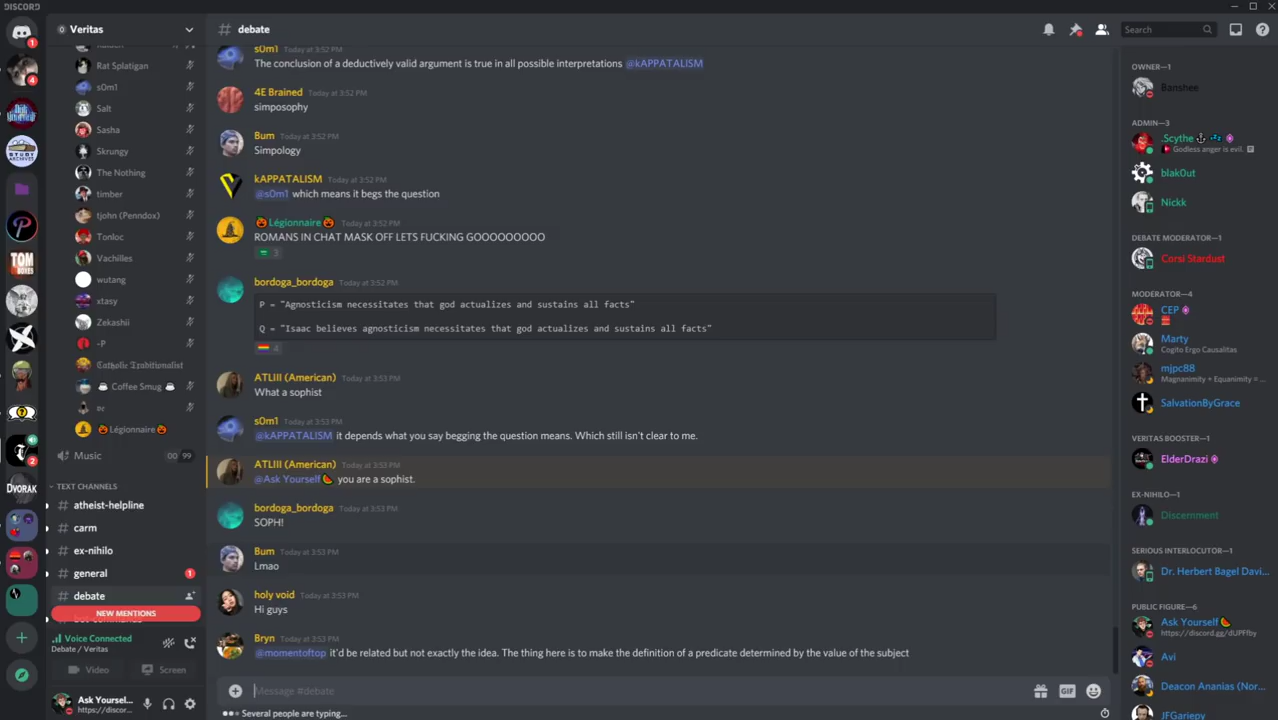 DISCORD
Veritas
debate
Search
Rat Splatigan
s0m1
Salt
Sasha
Skrungy
The Nothing
timber
tjohn (Penndox)
Tonloc
Vachilles
wutang
xtasy
Zekashii
-P
Catholic Traditionalist
Coffee Smug
Légionnaire
Music
00 99
TEXT CHANNELS
atheist-helpline
carm
ex-nihilo
general
1
debate
NEW MENTIONS
Voice Connected
Debate / Veritas
Video
Screen
Ask Yoursel...
https://discor...
s0m1 Today at 3:52 PM
The conclusion of a deductively valid argument is true in all possible interpretations @kAPPATALISM
4E Brained Today at 3:52 PM
simposophy
Bum Today at 3:52 PM
Simpology
kAPPATALISM Today at 3:52 PM
@s0m1 which means it begs the question
Légionnaire Today at 3:52 PM
ROMANS IN CHAT MASK OFF LETS FUCKING GOOOOOOOOO
3
bordoga_bordoga Today at 3:52 PM
P = "Agnosticism necessitates that god actualizes and sustains all facts"
Q = "Isaac believes agnosticism necessitates that god actualizes and sustains all facts"
4
ATLIII (American) Today at 3:53 PM
What a sophist
s0m1 Today at 3:53 PM
@kAPPATALISM it depends what you say begging the question means. Which still isn't clear to me.
ATLIII (American) Today at 3:53 PM
@Ask Yourself you are a sophist.
bordoga_bordoga Today at 3:53 PM
SOPH!
Bum Today at 3:53 PM
Lmao
holy void Today at 3:53 PM
Hi guys
Bryn Today at 3:53 PM
@momentoftop it'd be related but not exactly the idea. The thing here is to make the definition of a predicate determined by the value of the subject
Message #debate
GIF
Several people are typing...
OWNER—1
Banshee
ADMIN—3
.Scythe
Godless anger is evil.
blak0ut
Nickk
DEBATE MODERATOR—1
Corsi Stardust
MODERATOR—4
CEP
Marty
Cogito Ergo Causalitas
mjpc88
Magnanimity + Equanimity = ...
SalvationByGrace
VERITAS BOOSTER—1
ElderDrazi
EX-NIHILO—1
Discernment
SERIOUS INTERLOCUTOR—1
Dr. Herbert Bagel Davi...
PUBLIC FIGURE—6
Ask Yourself
https://discord.gg/dUPFfby
Avi
Deacon Ananias (Nor...
JFGariepy